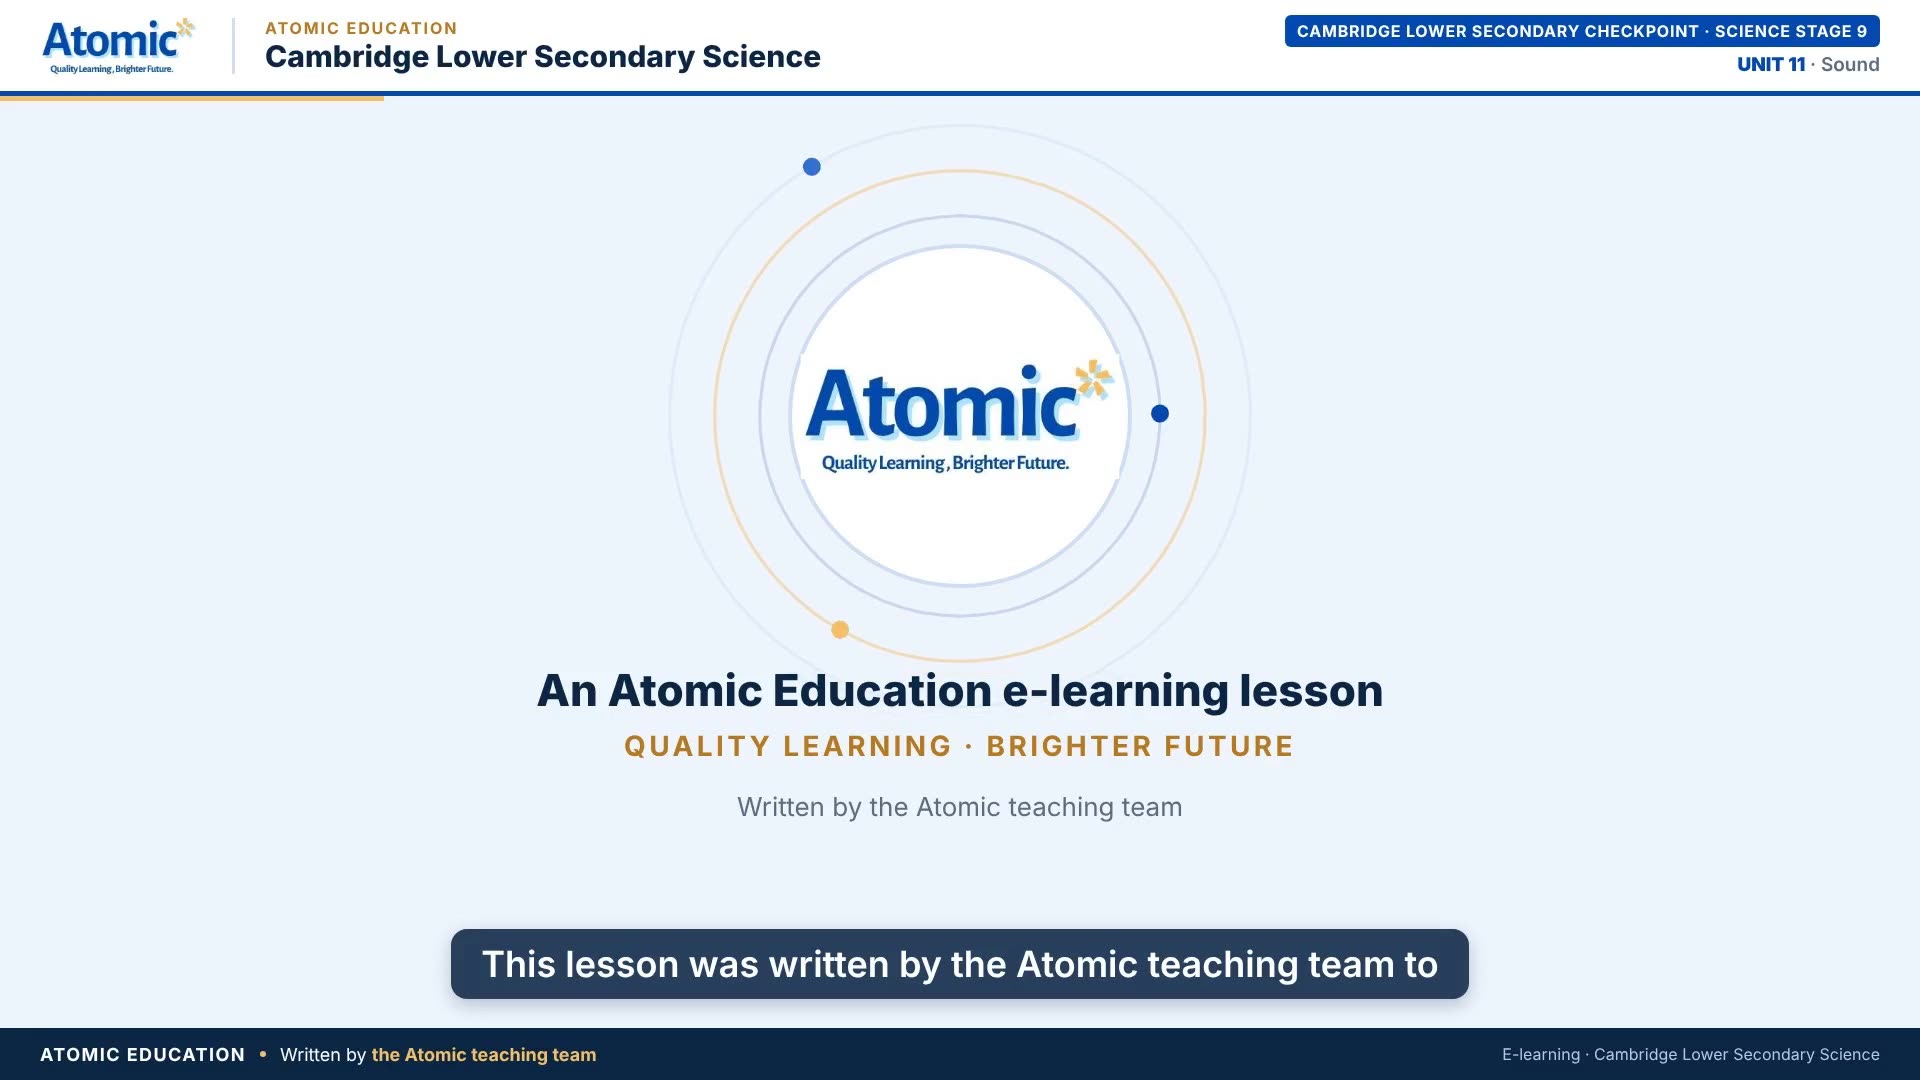 Atomic
Quality Learning, Brighter Future.
ATOMIC EDUCATION
Cambridge Lower Secondary Science
CAMBRIDGE LOWER SECONDARY CHECKPOINT · SCIENCE STAGE 9
UNIT 11 · Sound
Atomic
Quality Learning, Brighter Future.
An Atomic Education e-learning lesson
QUALITY LEARNING · BRIGHTER FUTURE
Written by the Atomic teaching team
This lesson was written by the Atomic teaching team to
ATOMIC EDUCATION • Written by the Atomic teaching team
E-learning · Cambridge Lower Secondary Science